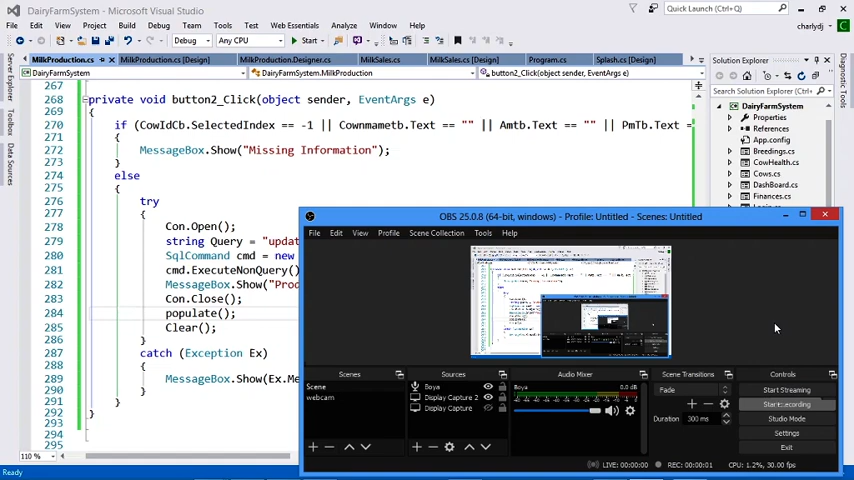 DairyFarmSystem - Microsoft Visual Studio
Quick Launch (Ctrl+Q)
File Edit View Project Build Debug Team Tools Test Web Essentials Analyze Window Help
charlydj
Debug Any CPU Start
MilkProduction.cs MilkProduction.cs [Design] MilkProduction.Designer.cs MilkSales.cs MilkSales.cs [Design] Program.cs Splash.cs [Design]
DairyFarmSystem DairyFarmSystem.MilkProduction button2_Click(object sender, EventArgs e)
Server Explorer
Toolbox
Data Sources
Solution Explorer
Search Solution Explorer
DairyFarmSystem
Properties
References
App.config
Breedings.cs
CowHealth.cs
Cows.cs
DashBoard.cs
Finances.cs
Diagnostic Tools
267
268 private void button2_Click(object sender, EventArgs e)
269 {
270 if (CowIdCb.SelectedIndex == -1 || Cownmametb.Text == "" || Amtb.Text == "" || PmTb.Text =
271 {
272 MessageBox.Show("Missing Information");
273 }
274 else
275 {
276 try
277 {
278 Con.Open();
279 string Query = "updat
280 SqlCommand cmd = new
281 cmd.ExecuteNonQuery()
282 MessageBox.Show("Pro
283 Con.Close();
284 populate();
285 Clear();
286 }
287 catch (Exception Ex)
288 {
289 MessageBox.Show(Ex.Me
290 }
291 }
292 }
293
294
295
110 %
Ready
OBS 25.0.8 (64-bit, windows) - Profile: Untitled - Scenes: Untitled
File Edit View Profile Scene Collection Tools Help
Scenes Sources Audio Mixer Scene Transitions Controls
Scene
webcam
Boya
Display Capture 2
Display Capture
Boya 0.0 dB
Fade
Duration 300 ms
Start Streaming
Studio Mode
Settings
Exit
LIVE: 00:00:00 REC: 00:00:01 CPU: 1.2%, 30.00 fps